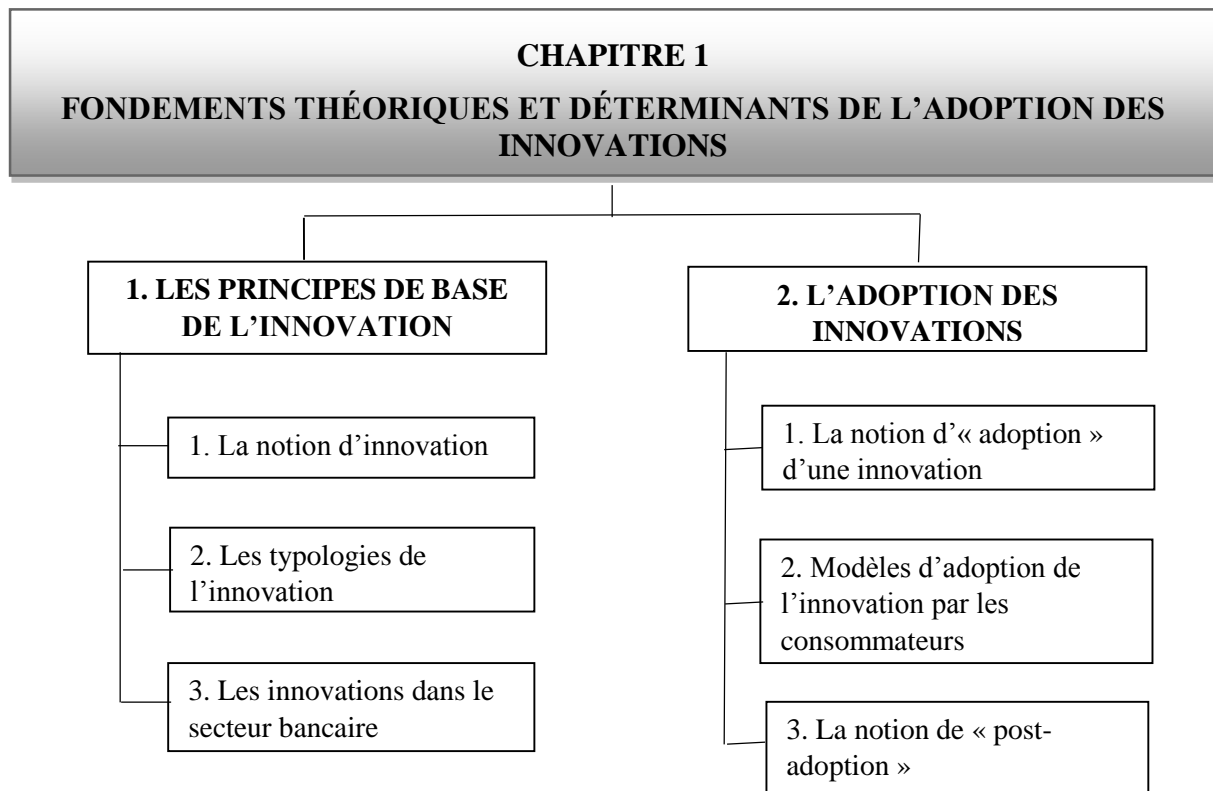 CHAPITRE 1
FONDEMENTS THÉORIQUES ET DÉTERMINANTS DE L’ADOPTION DES
INNOVATIONS
1. LES PRINCIPES DE BASE
DE L’INNOVATION
1. La notion d’innovation
2. Les typologies de
l’innovation
3. Les innovations dans le
secteur bancaire
2. L’ADOPTION DES
INNOVATIONS
1. La notion d’« adoption »
d’une innovation
2. Modèles d’adoption de
l’innovation par les
consommateurs
3. La notion de « post-
adoption »